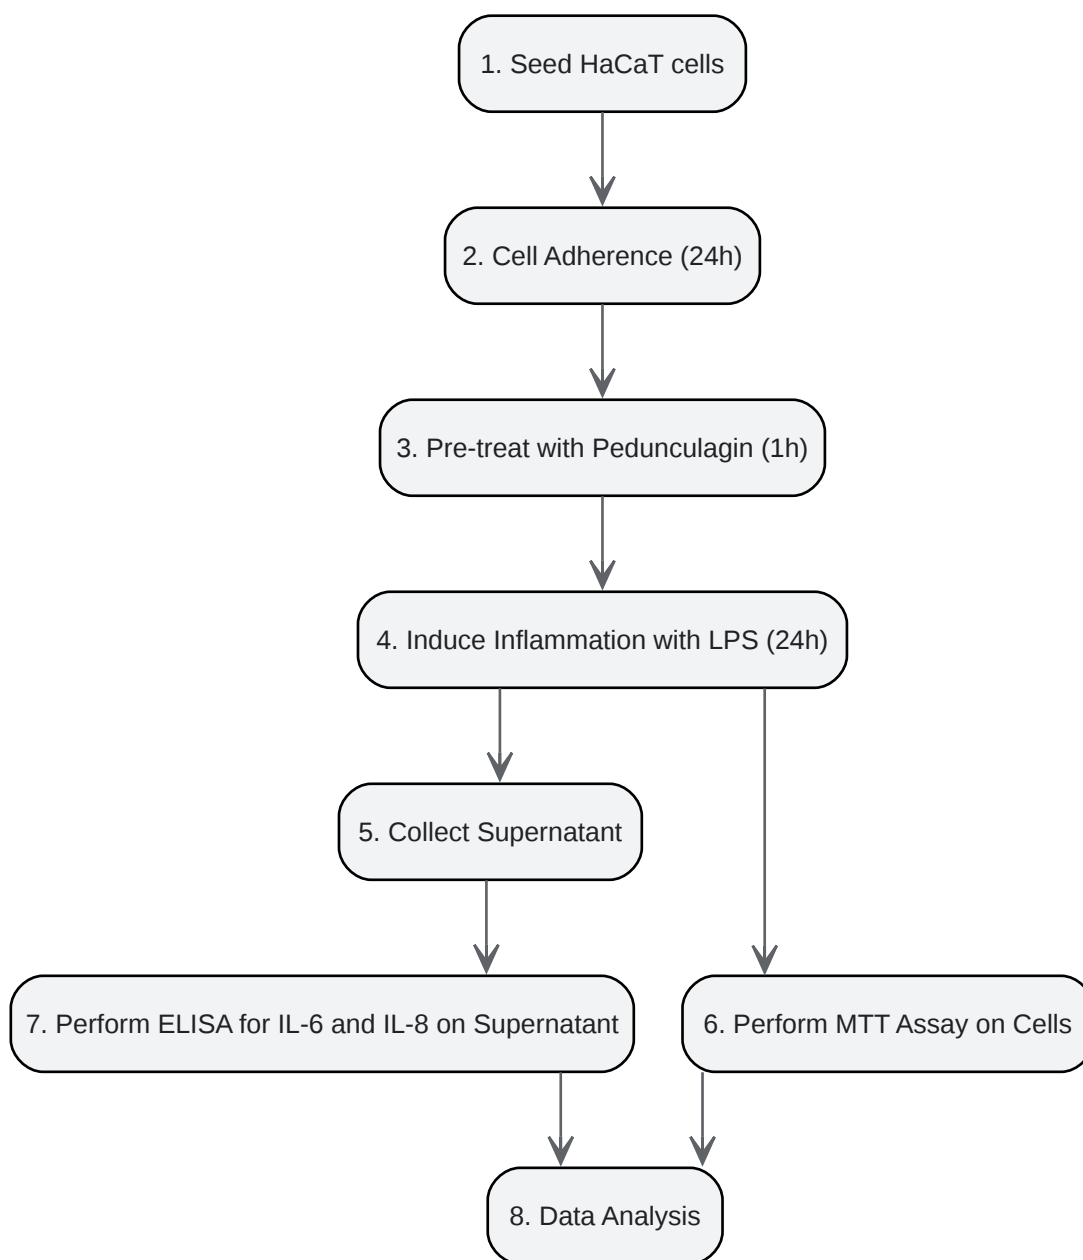 1. Seed HaCaT cells
2. Cell Adherence (24h)
3. Pre-treat with Pedunculagin (1h)
4. Induce Inflammation with LPS (24h)
5. Collect Supernatant
7. Perform ELISA for IL-6 and IL-8 on Supernatant
6. Perform MTT Assay on Cells
8. Data Analysis